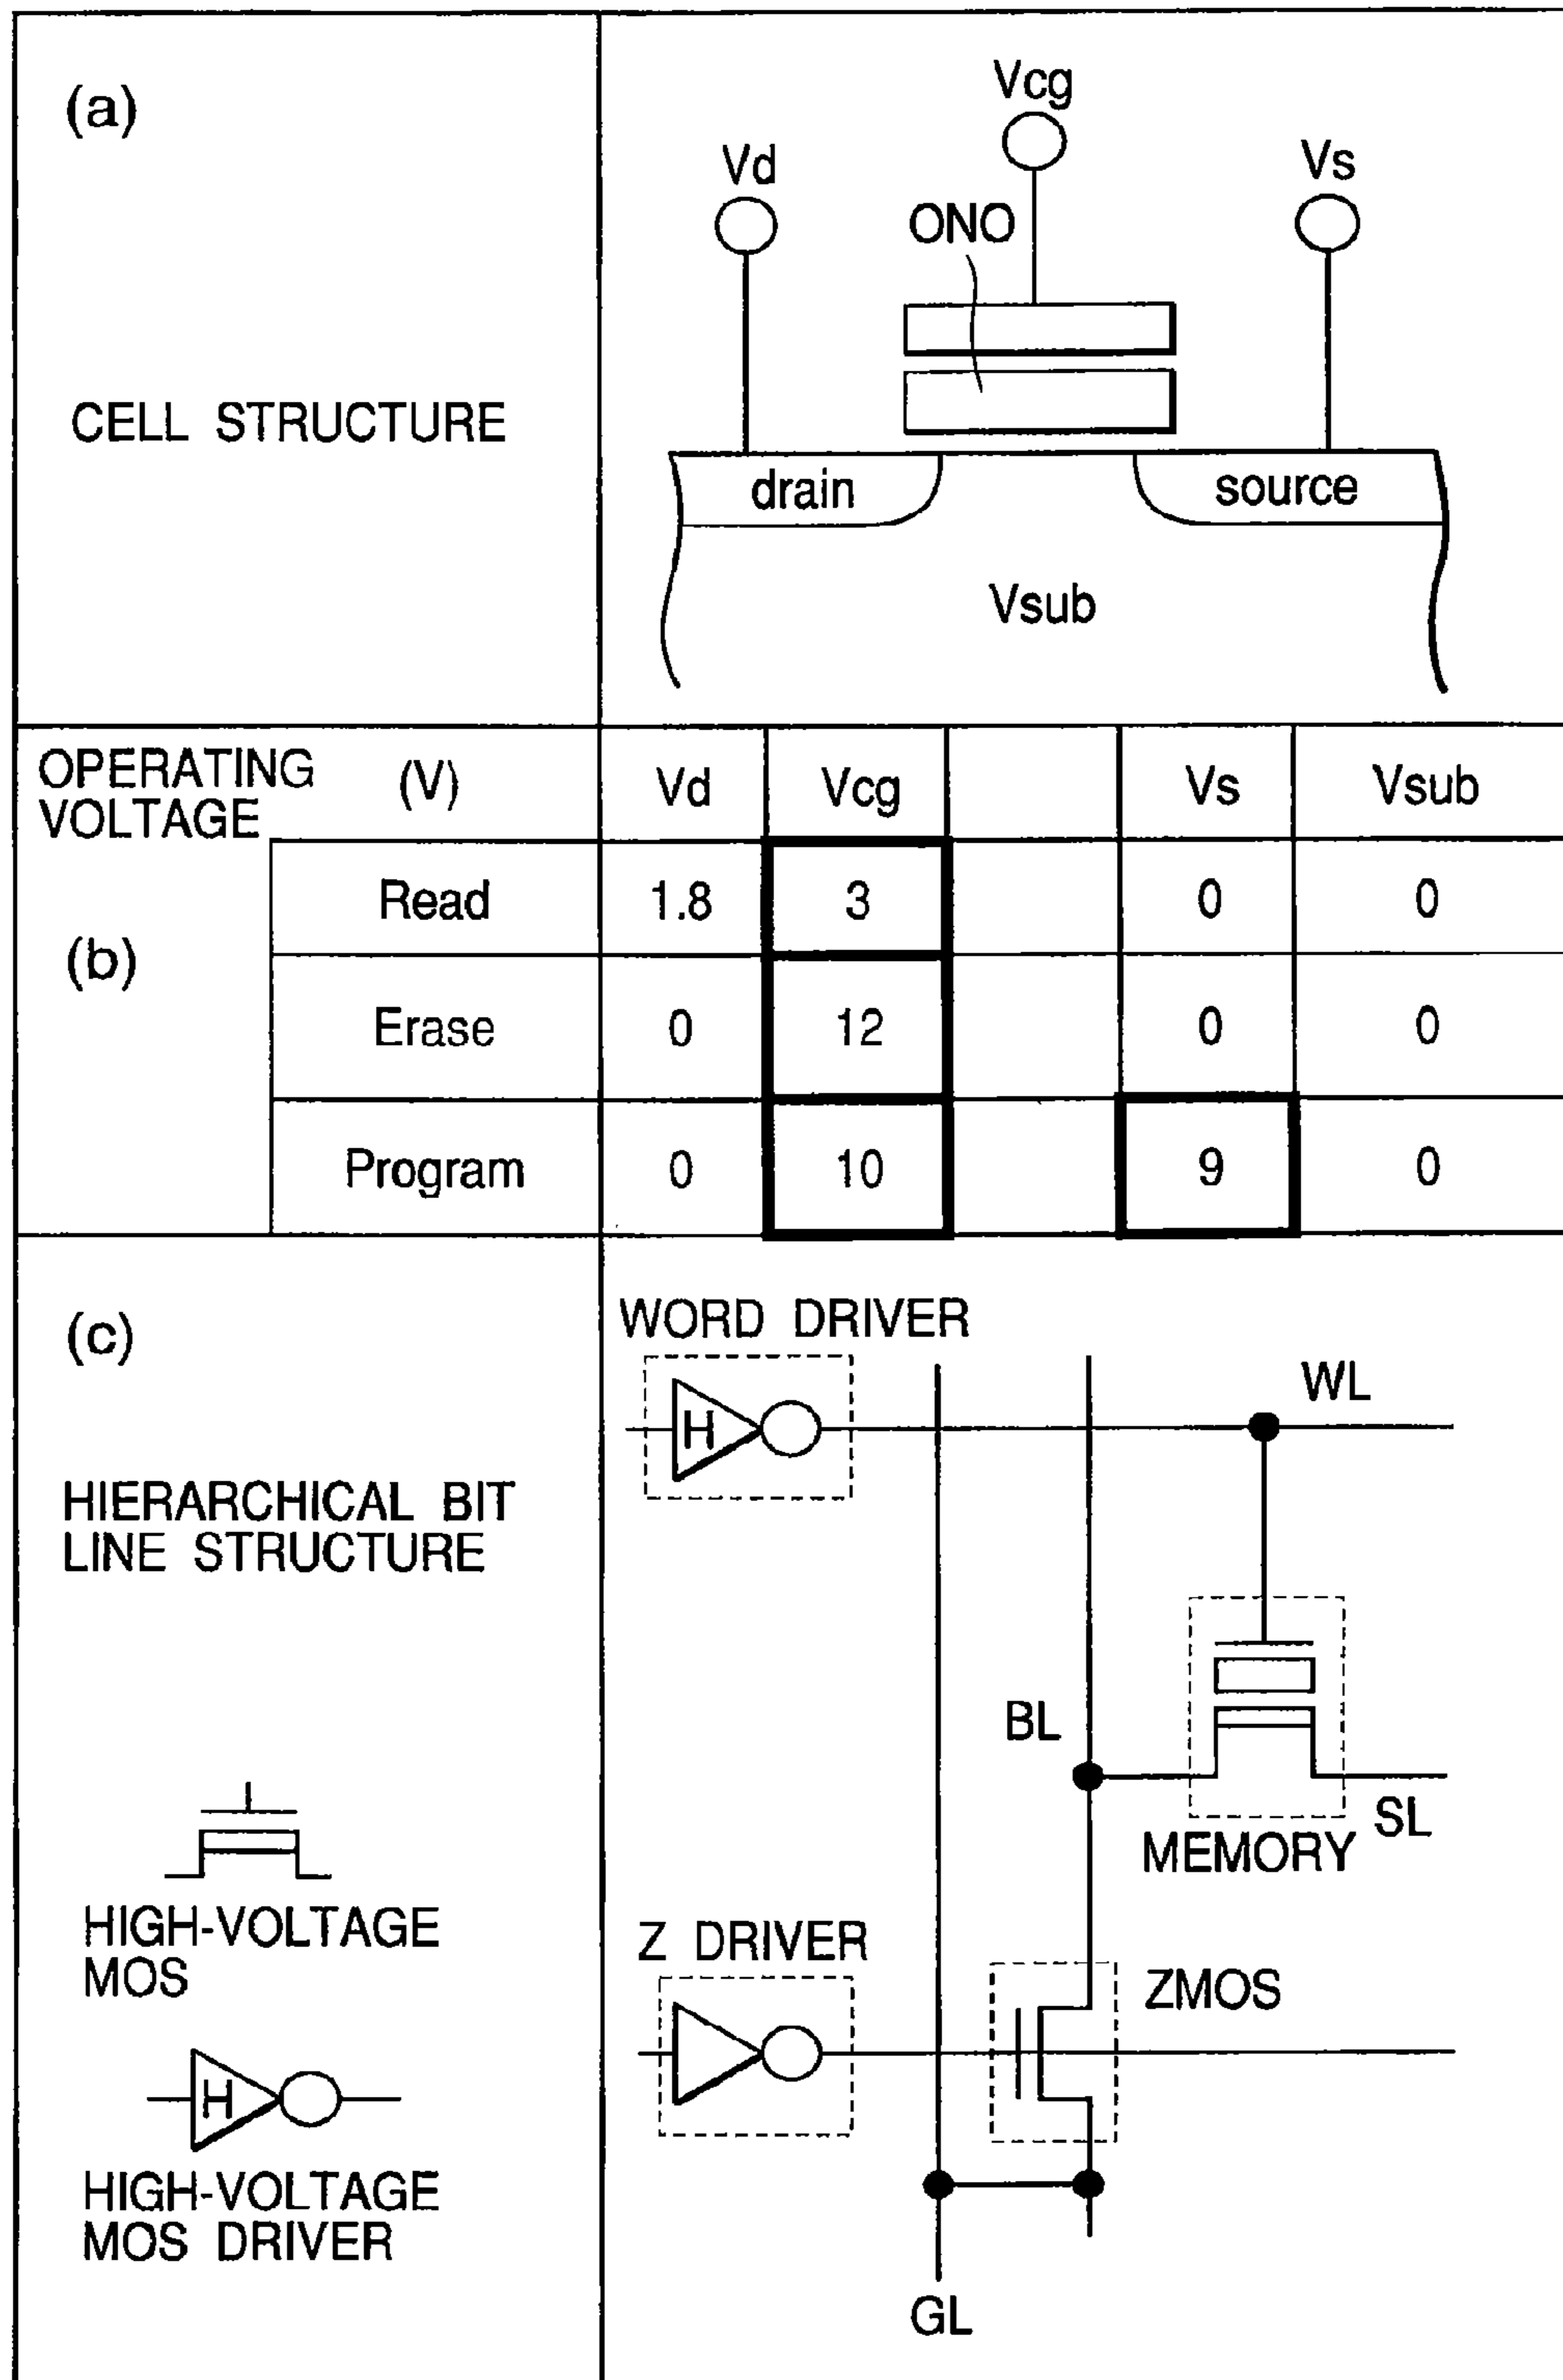 (a)
CELL STRUCTURE
Vcg
Vd
Vs
ONO
drain
source
Vsub
OPERATING
VOLTAGE
(V)
Vd
Vcg
Vs
Vsub
(b)
Read
1.8
3
0
0
Erase
0
12
0
0
Program
0
10
9
0
(c)
HIERARCHICAL BIT
LINE STRUCTURE
HIGH-VOLTAGE
MOS
H
HIGH-VOLTAGE
MOS DRIVER
WORD DRIVER
H
WL
BL
SL
MEMORY
Z DRIVER
ZMOS
GL